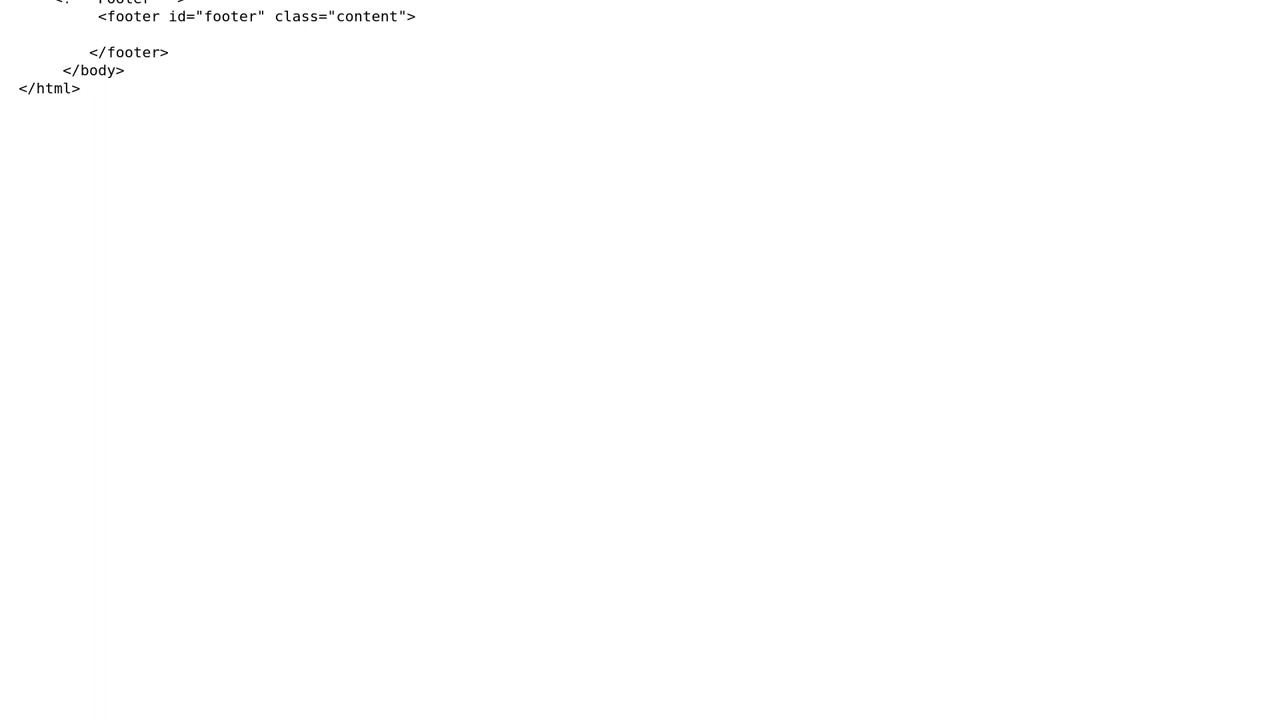 <footer id="footer" class="content">
</footer>
</body>
</html>